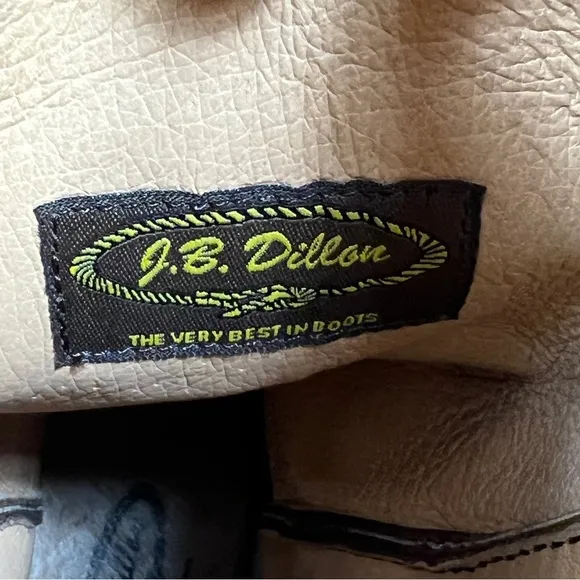 J.B. Dillon
THE VERY BEST IN BOOTS